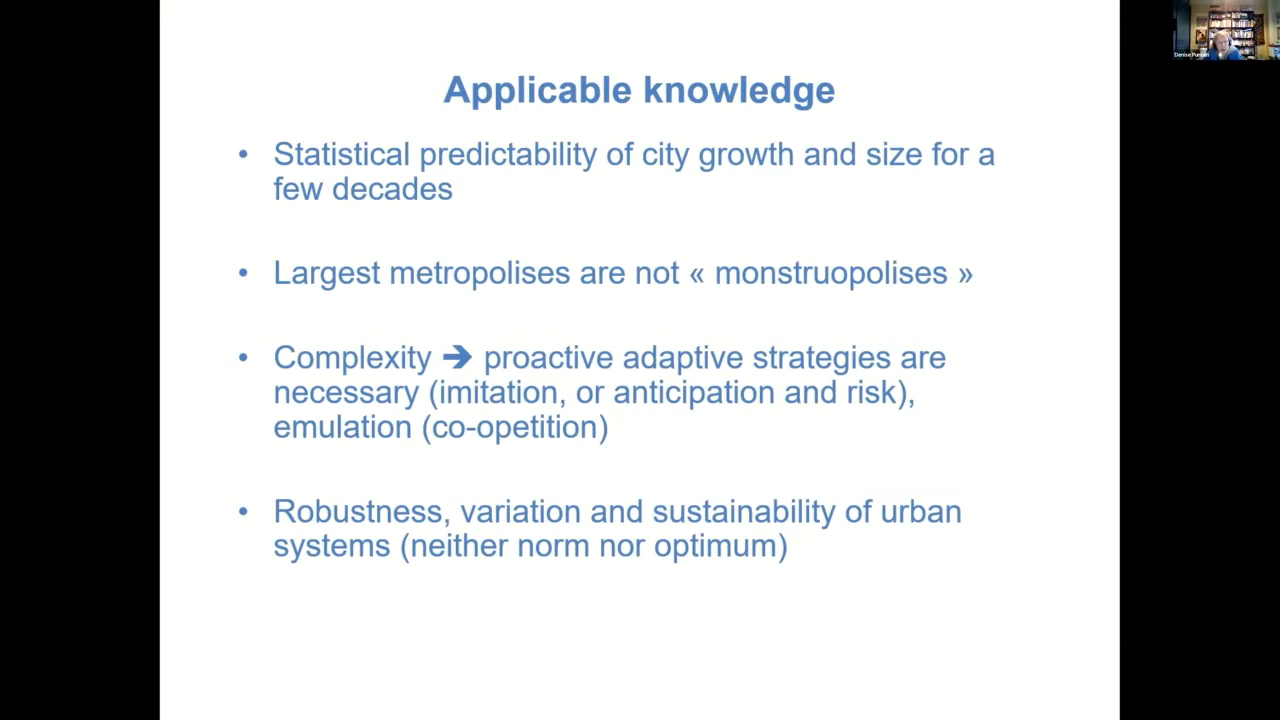 Applicable knowledge
• Statistical predictability of city growth and size for a
few decades
• Largest metropolises are not « monstruopolises »
• Complexity ➔ proactive adaptive strategies are
necessary (imitation, or anticipation and risk),
emulation (co-opetition)
• Robustness, variation and sustainability of urban
systems (neither norm nor optimum)
Denise Pumain